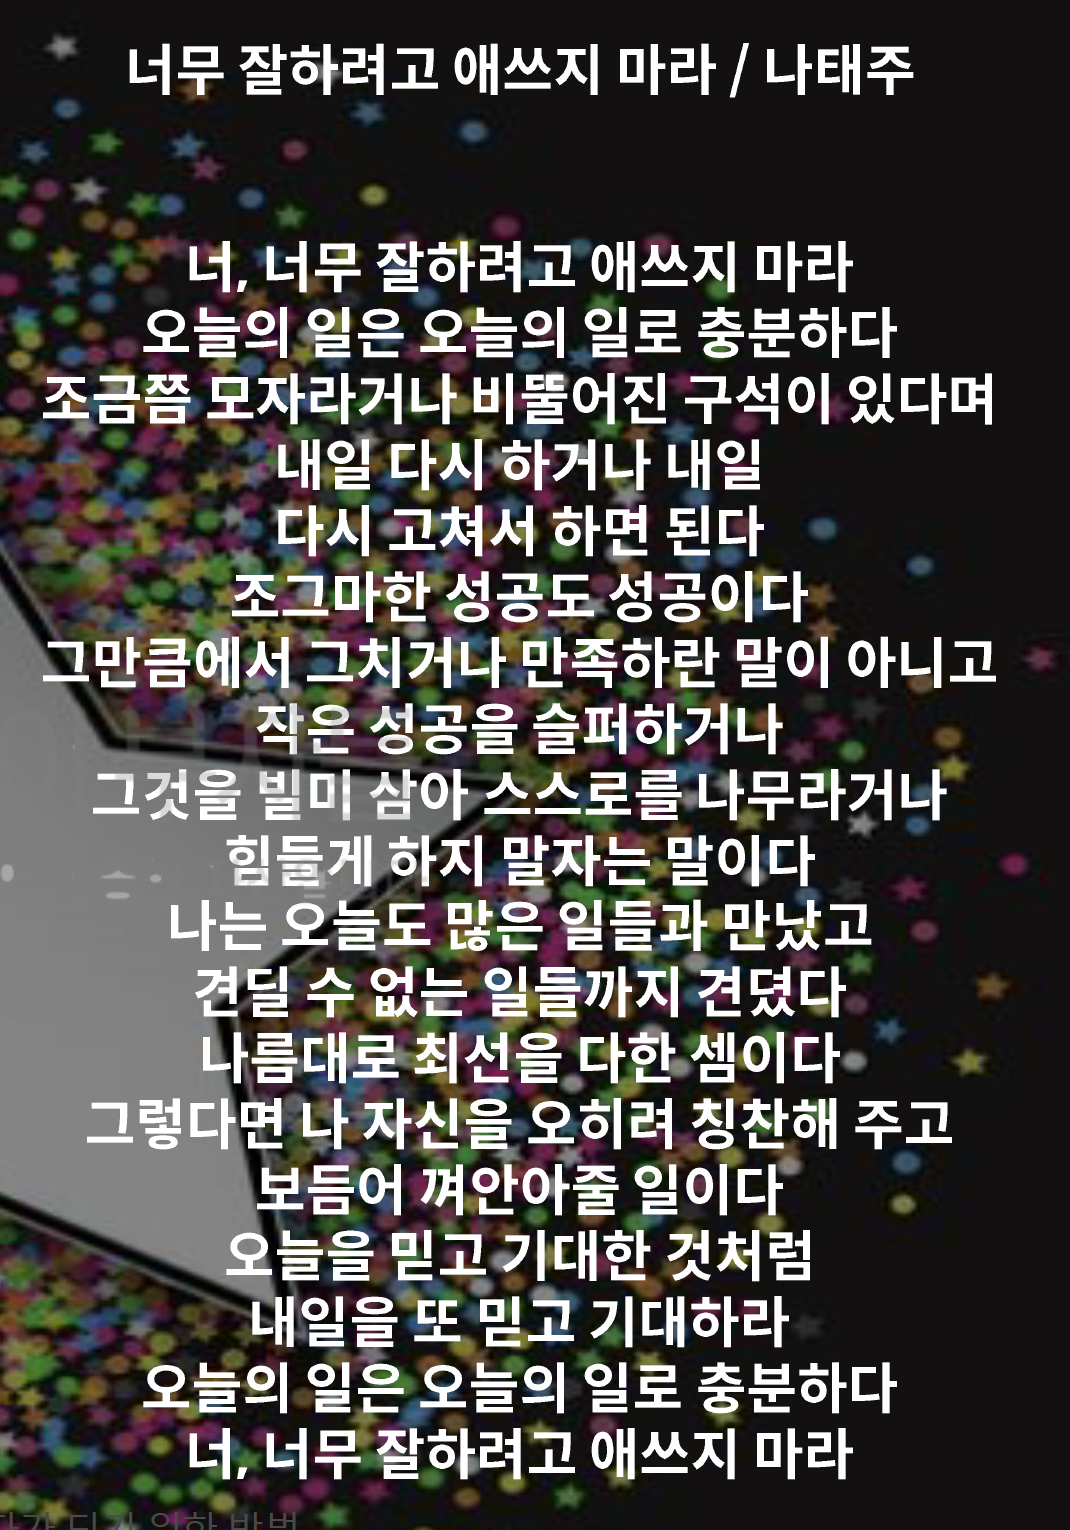 너무 잘하려고 애쓰지 마라 / 나태주
너, 너무 잘하려고 애쓰지 마라
오늘의 일은 오늘의 일로 충분하다
조금쯤 모자라거나 비뚤어진 구석이 있다며
내일 다시 하거나 내일
다시 고쳐서 하면 된다
조그마한 성공도 성공이다
그만큼에서 그치거나 만족하란 말이 아니고
작은 성공을 슬퍼하거나
그것을 빌미 삼아 스스로를 나무라거나
힘들게 하지 말자는 말이다
나는 오늘도 많은 일들과 만났고
견딜 수 없는 일들까지 견뎠다
나름대로 최선을 다한 셈이다
그렇다면 나 자신을 오히려 칭찬해 주고
보듬어 껴안아줄 일이다
오늘을 믿고 기대한 것처럼
내일을 또 믿고 기대하라
오늘의 일은 오늘의 일로 충분하다
너, 너무 잘하려고 애쓰지 마라